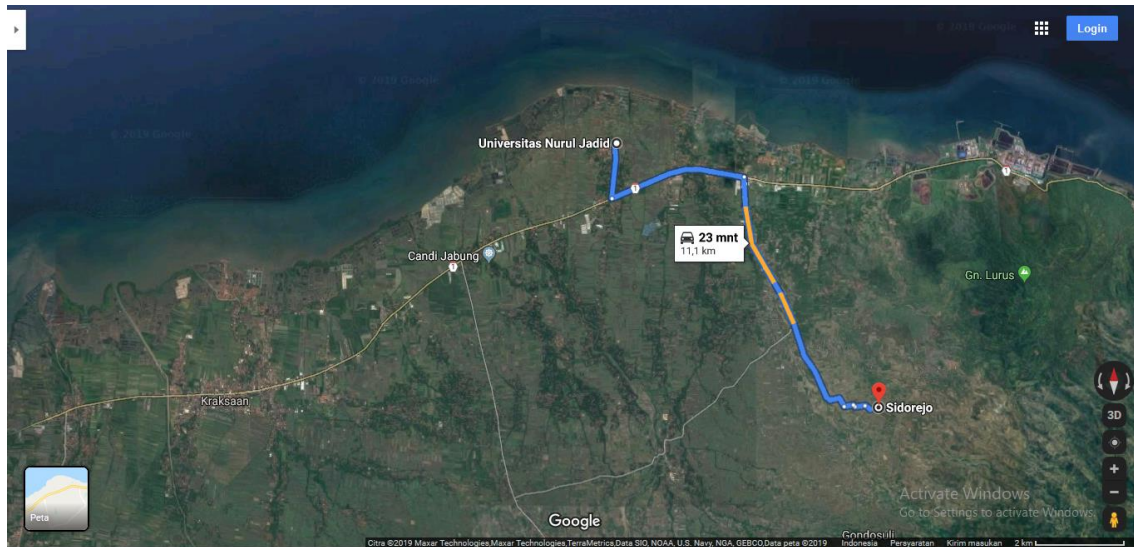 © 2019 Google
Login
© 2019 Google
© 2019 Google
© 2019 Google
Universitas Nurul Jadid
1
1
23 mnt
11,1 km
Candi Jabung
1
Gn. Lurus
Kraksaan
Sidorejo
3D
Peta
Google
Activate Windows
Go to Settings to activate Windows.
Gondosuli
Citra ©2019 Maxar Technologies,Maxar Technologies,TerraMetrics,Data SIO, NOAA, U.S. Navy, NGA, GEBCO,Data peta ©2019 Indonesia Persyaratan Kirim masukan 2 km